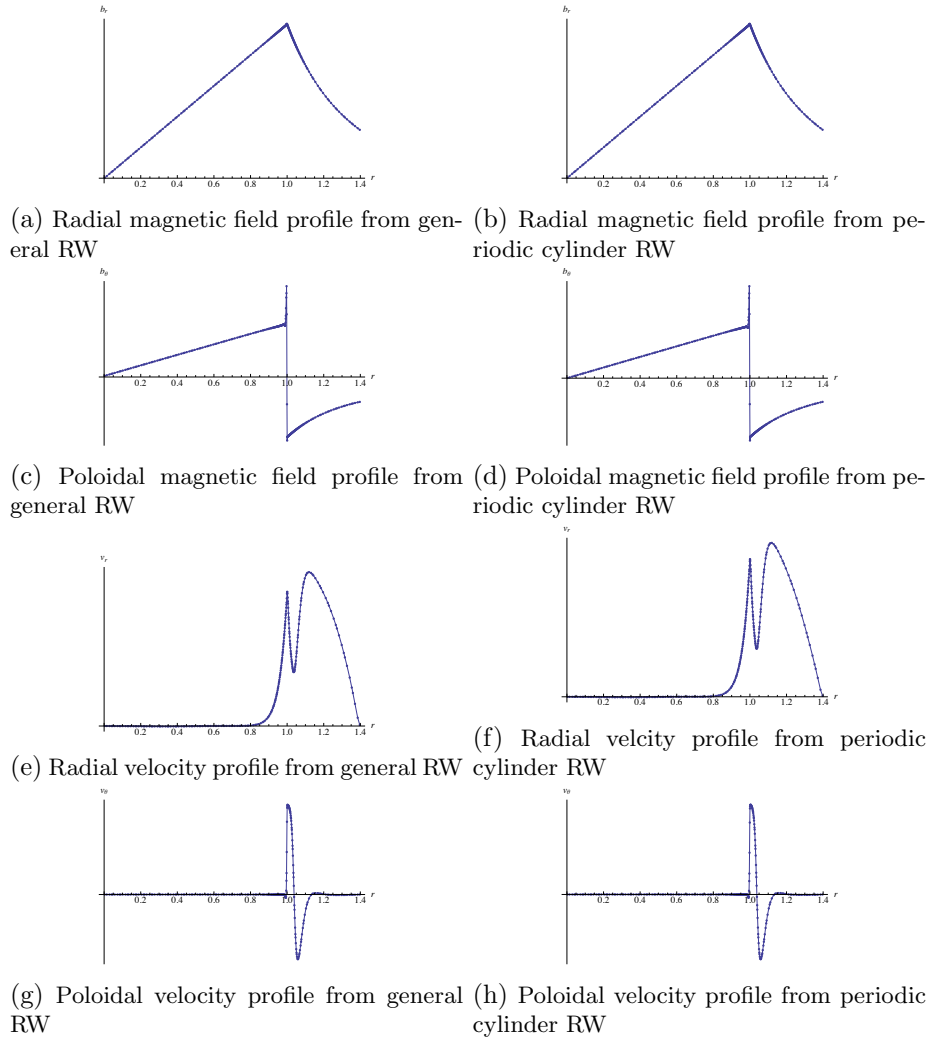 b_r
b_r
r
r
0.2 0.4 0.6 0.8 1.0 1.2 1.4
0.2 0.4 0.6 0.8 1.0 1.2 1.4
(a) Radial magnetic field profile from gen-
eral RW
(b) Radial magnetic field profile from pe-
riodic cylinder RW
b_θ
b_θ
r
r
0.2 0.4 0.6 0.8 1.0 1.2 1.4
0.2 0.4 0.6 0.8 1.0 1.2 1.4
(c) Poloidal magnetic field profile from
general RW
(d) Poloidal magnetic field profile from pe-
riodic cylinder RW
v_r
v_r
r
r
0.2 0.4 0.6 0.8 1.0 1.2 1.4
0.2 0.4 0.6 0.8 1.0 1.2 1.4
(e) Radial velocity profile from general RW
(f) Radial velcity profile from periodic
cylinder RW
v_θ
v_θ
r
r
0.2 0.4 0.6 0.8 1.0 1.2 1.4
0.2 0.4 0.6 0.8 1.0 1.2 1.4
(g) Poloidal velocity profile from general
RW
(h) Poloidal velocity profile from periodic
cylinder RW